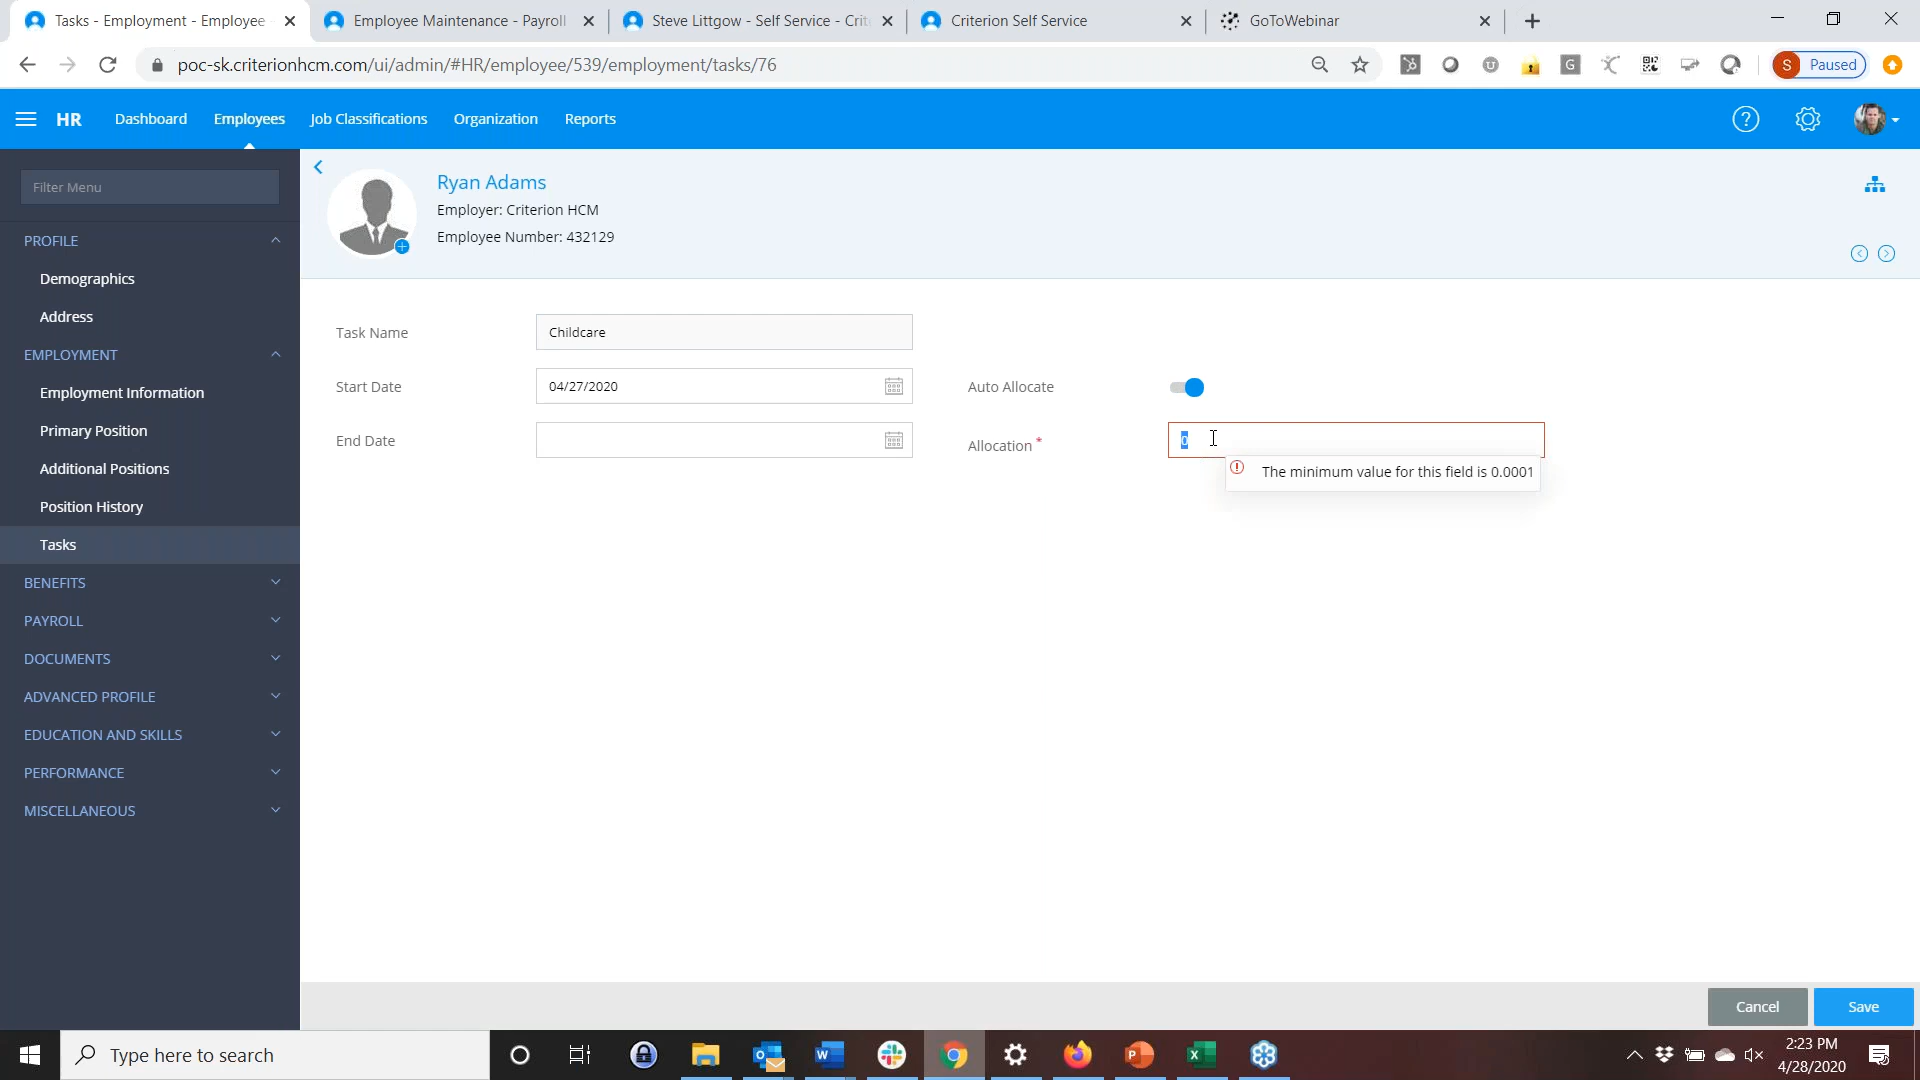 Tasks - Employment - Employee
Employee Maintenance - Payroll
Steve Littgow - Self Service - Crit
Criterion Self Service
GoToWebinar
poc-sk.criterionhcm.com/ui/admin/#HR/employee/539/employment/tasks/76
G
S Paused
HR Dashboard Employees Job Classifications Organization Reports
?
Filter Menu
PROFILE
Demographics
Address
EMPLOYMENT
Employment Information
Primary Position
Additional Positions
Position History
Tasks
BENEFITS
PAYROLL
DOCUMENTS
ADVANCED PROFILE
EDUCATION AND SKILLS
PERFORMANCE
MISCELLANEOUS
Ryan Adams
Employer: Criterion HCM
Employee Number: 432129
Task Name Childcare
Start Date 04/27/2020 Auto Allocate
End Date Allocation * 0
The minimum value for this field is 0.0001
Cancel Save
Type here to search
2:23 PM
4/28/2020